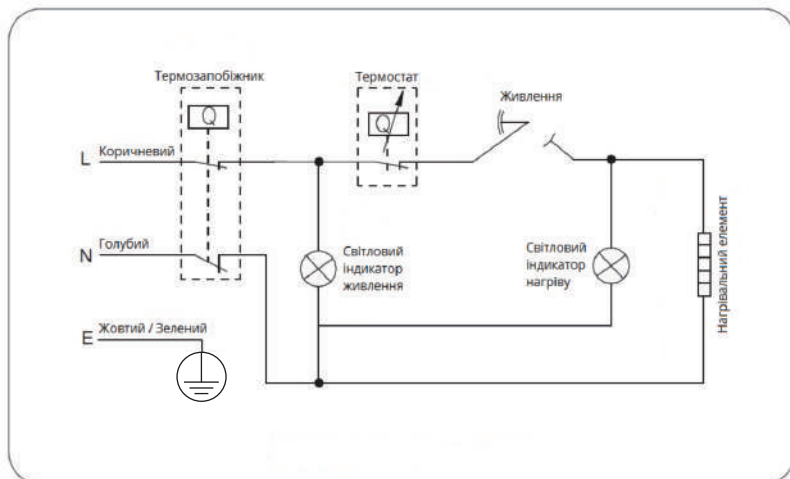 Термозапобіжник
Термостат
Живлення
Q
Q
L
Коричневий
N
Голубий
Світловий
індикатор
живлення
Світловий
індикатор
нагріву
Нагрівальний елемент
E
Жовтий / Зелений